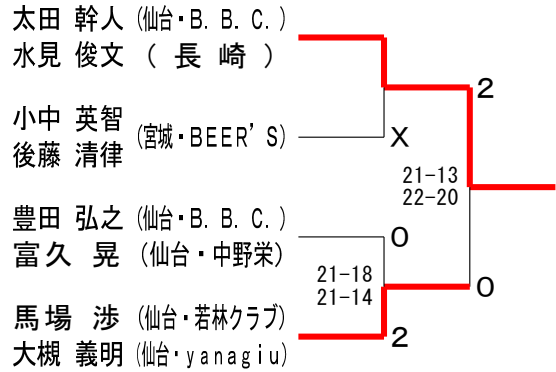 太田 幹人 (仙台・B. B. C. )
水見 俊文 ( 長 崎 )
2
小中 英智 (宮城・BEER'S)
後藤 清律
X
21-13
22-20
豊田 弘之 (仙台・B. B. C. )
富久 晃 (仙台・中野栄)
0
21-18
21-14
0
馬場 渉 (仙台・若林クラブ)
大槻 義明 (仙台・yanagiu)
2